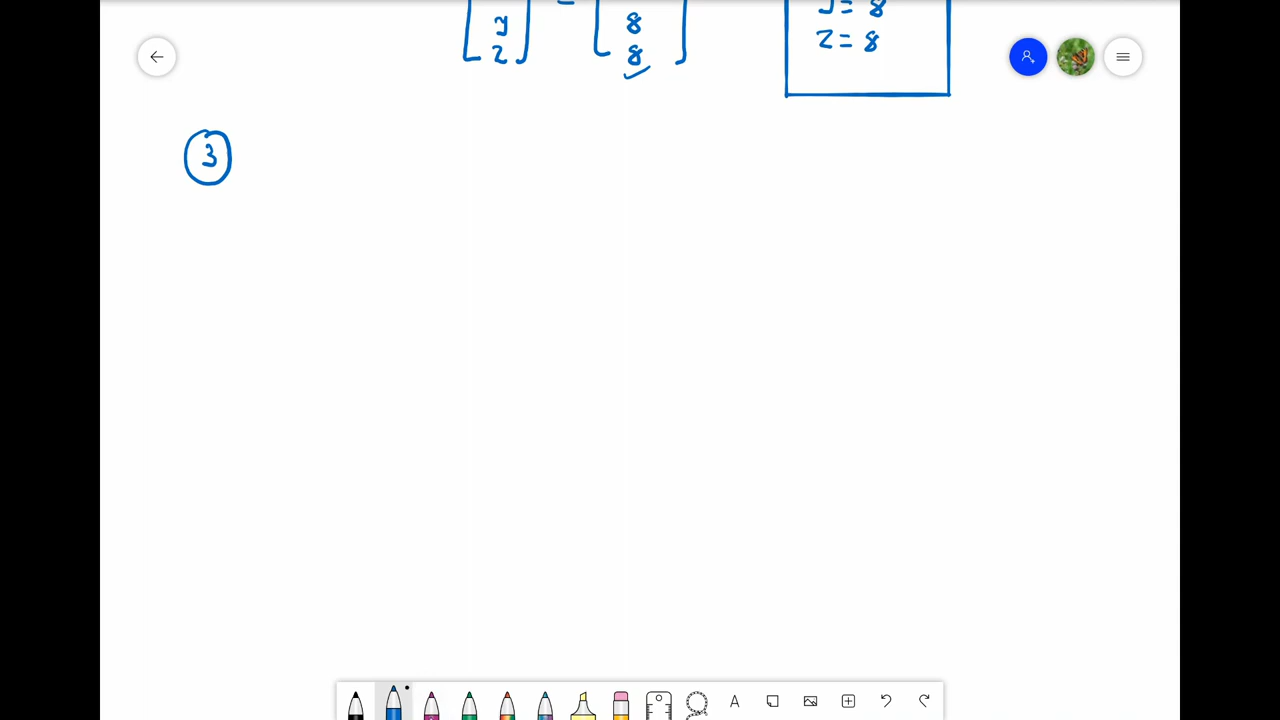 [ y ] = [ 8 ] y = 8
[ z ] [ 8 ] z = 8
3
A